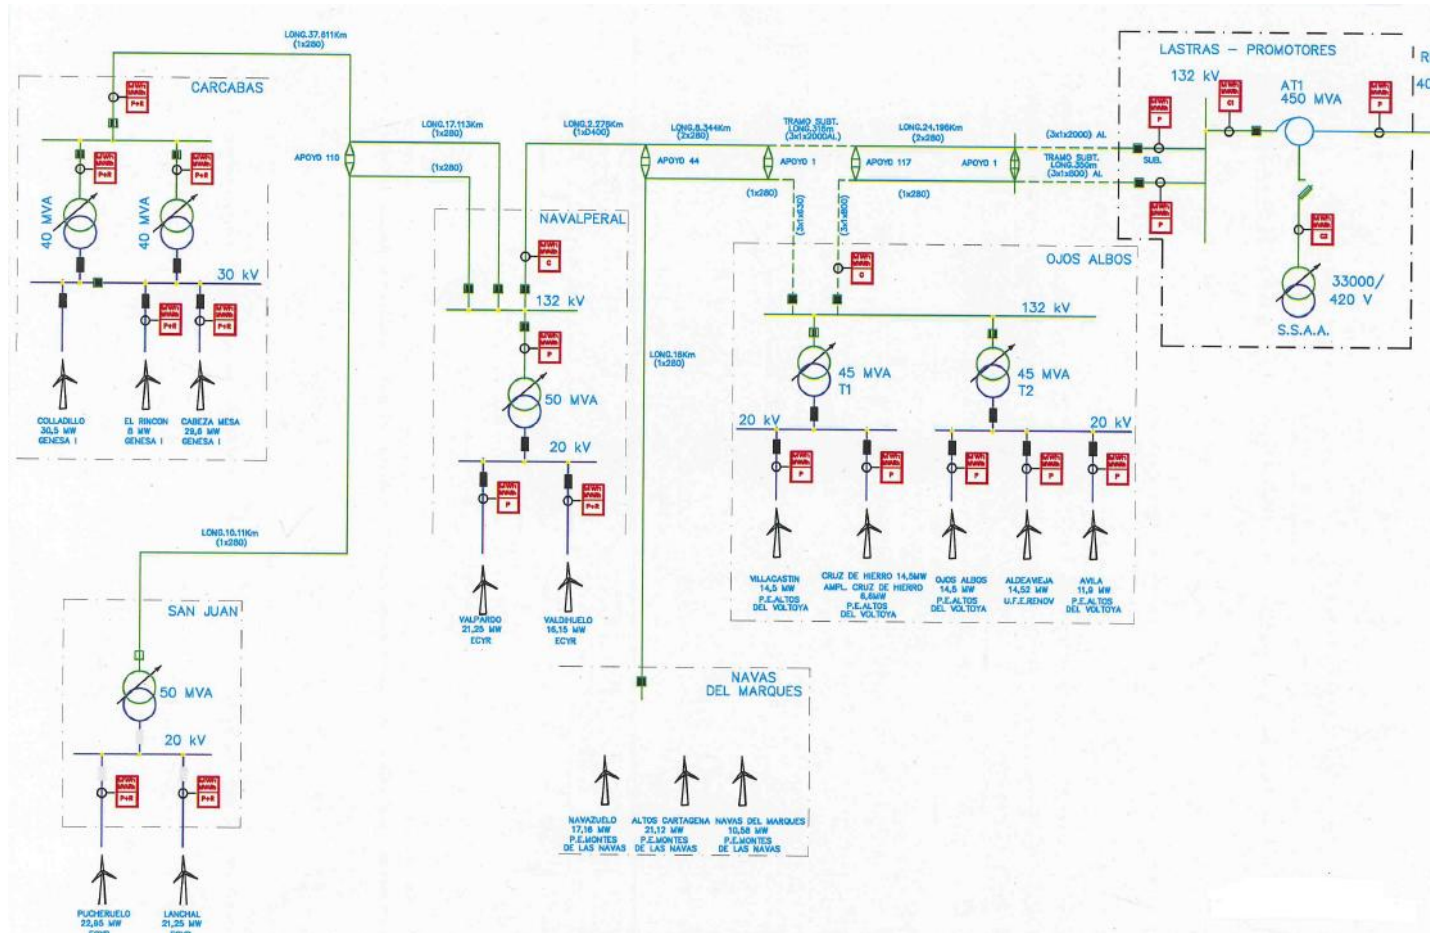 LONG.37.811Km
(1x280)
CARCABAS
P+R
P+R
P+R
40 MVA
40 MVA
30 kV
P+R
P+R
COLLADILLO
30,5 MW
GENESA I
EL RINCON
8 MW
GENESA I
CABEZA MESA
29,6 MW
GENESA I
APOYO 110
LONG.17.113Km
(1x280)
(1x280)
LONG.16.11Km
(1x280)
SAN JUAN
50 MVA
20 kV
P+R
P+R
PUCHERUELO
22,95 MW
LANCHAL
21,25 MW
LONG.2.276Km
(1xD400)
NAVALPERAL
C
132 kV
P
50 MVA
20 kV
P
P+R
VALPARDO
21,25 MW
ECYR
VALDIHUELO
16,15 MW
ECYR
LONG.8.344Km
(2x280)
APOYO 44
(1x280)
TRAMO SUBT.
LONG.316m
(3x1x2000AL)
APOYO 1
LONG.24.196Km
(2x280)
APOYO 117
(1x280)
APOYO 1
(3x1x2000) AL
TRAMO SUBT.
LONG.350m
(3x1x800) AL
(3x1x630)
(3x1x800)
LONG.16Km
(1x280)
OJOS ALBOS
C
132 kV
45 MVA
T1
45 MVA
T2
20 kV
20 kV
P
P
P
P
P
VILLACASTIN
14,5 MW
P.E.ALTOS
DEL VOLTOYA
CRUZ DE HIERRO 14,5MW
AMPL. CRUZ DE HIERRO
6,6MW
P.E.ALTOS
DEL VOLTOYA
OJOS ALBOS
14,5 MW
P.E.ALTOS
DEL VOLTOYA
ALDEAVIEJA
14,52 MW
U.F.E.RENOV
AVILA
11,9 MW
P.E.ALTOS
DEL VOLTOYA
NAVAS
DEL MARQUES
NAVAZUELO
17,16 MW
P.E.MONTES
DE LAS NAVAS
ALTOS CARTAGENA
21,12 MW
P.E.MONTES
DE LAS NAVAS
NAVAS DEL MARQUES
10,56 MW
P.E.MONTES
DE LAS NAVAS
LASTRAS - PROMOTORES
132 kV
P
SUB.
P
C1
AT1
450 MVA
P
C2
33000/
420 V
S.S.A.A.
R
40